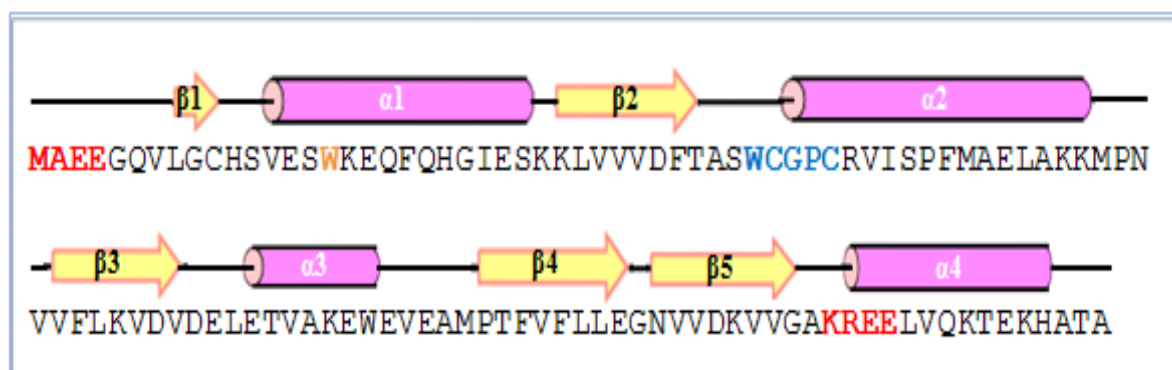 β1 α1 β2 α2
MAEEGQVLGCHSVESWKEQFQHGIESKKLVVVDFTASWCGPCRVISPFMAELAKKMPN
β3 α3 β4 β5 α4
VVFLKVDVDELETVAKEWEVEAMPTFVFLLEGNVVDKVVGAKREELVQKTEKHATA